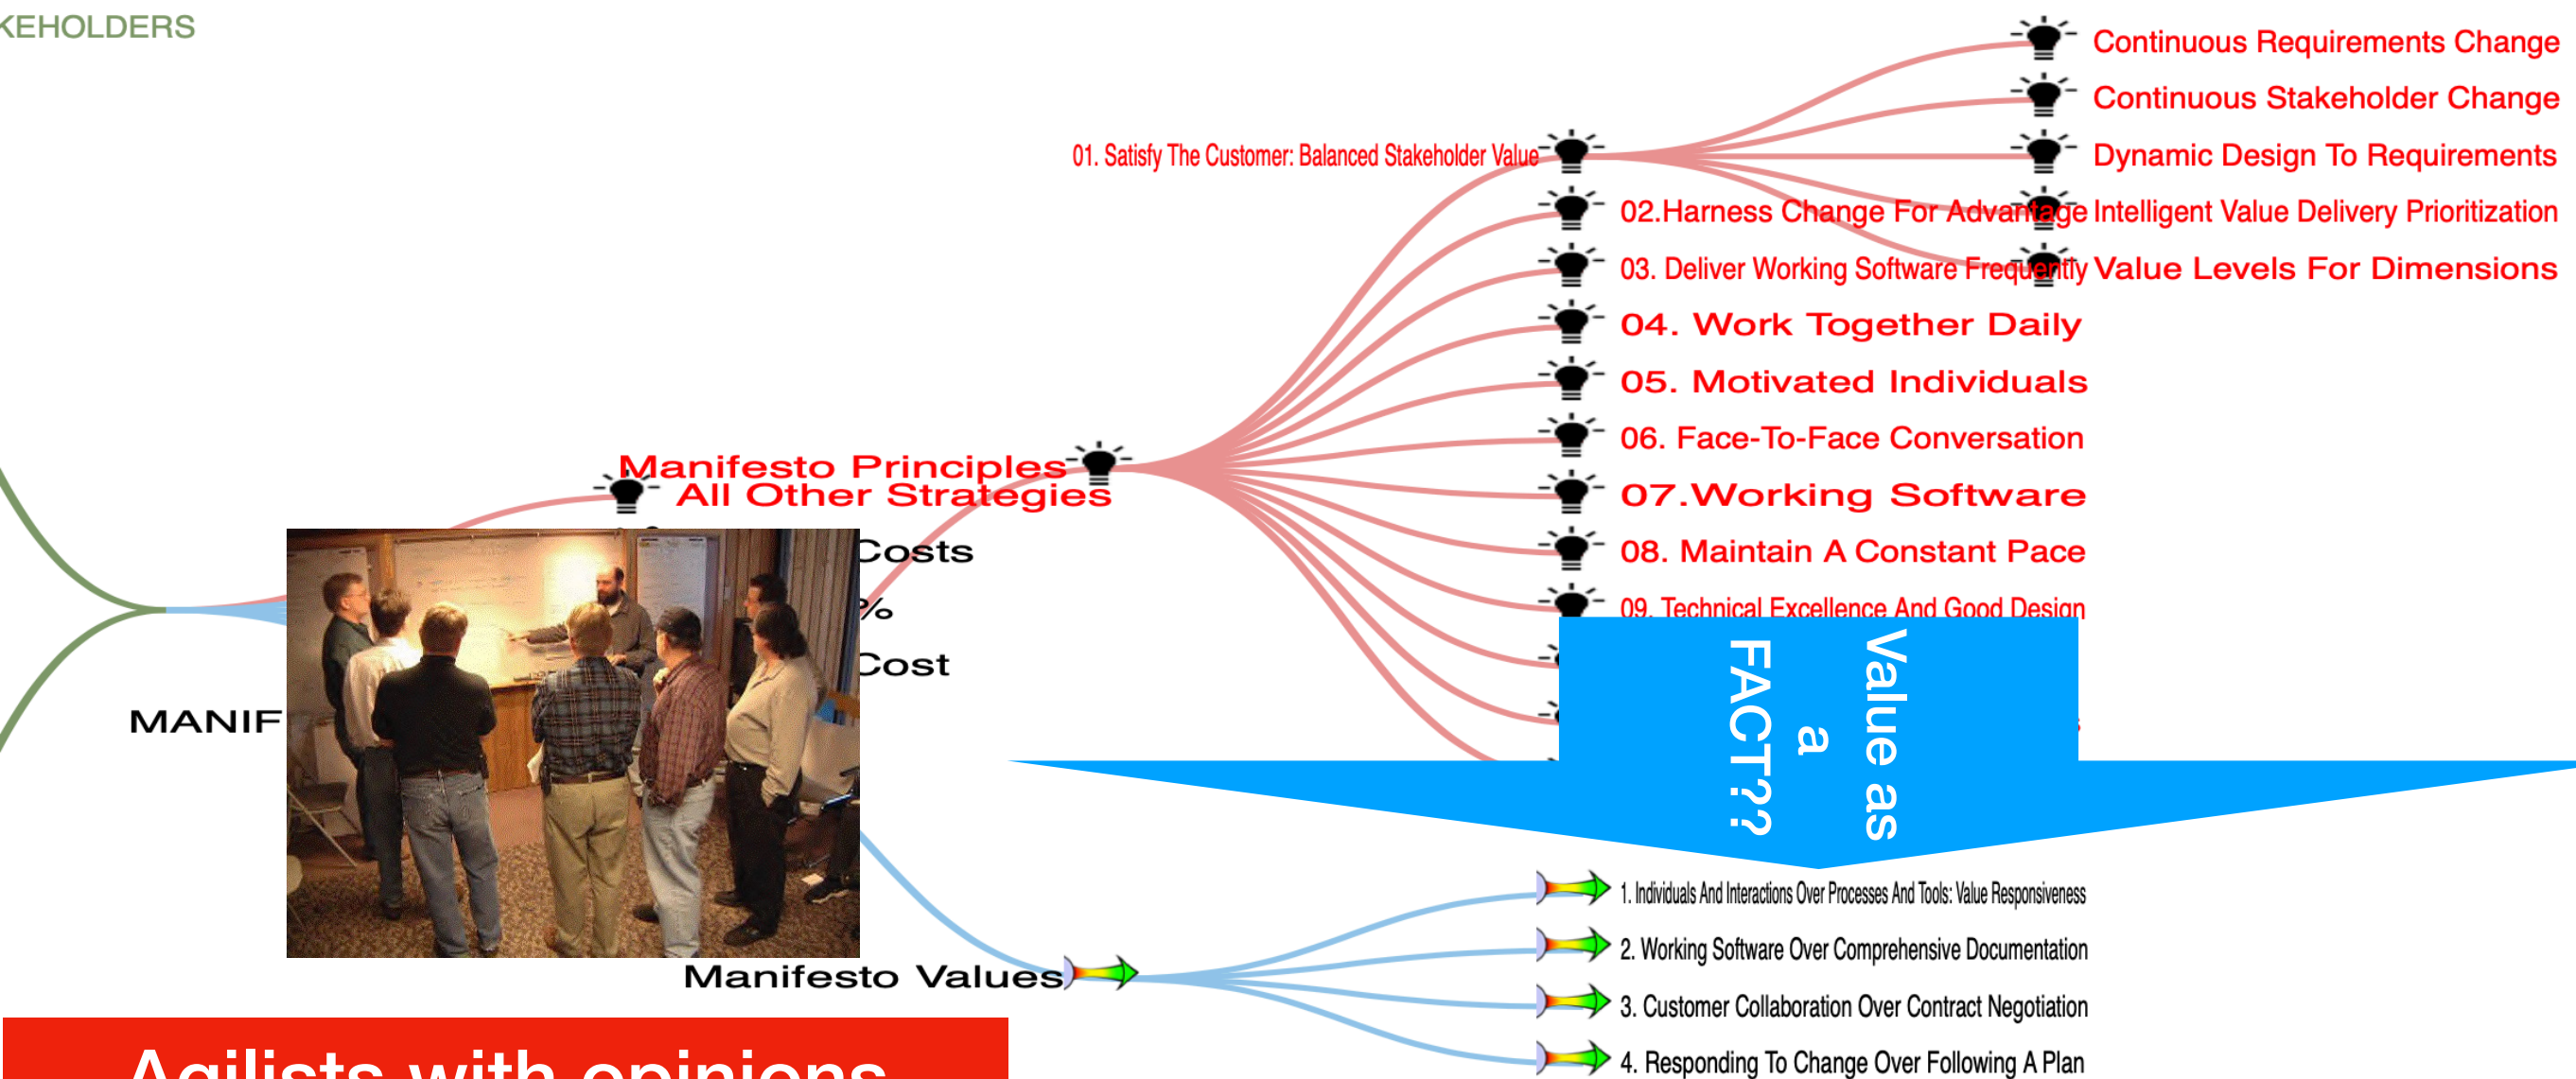 KEHOLDERS
Continuous Requirements Change
Continuous Stakeholder Change
01. Satisfy The Customer: Balanced Stakeholder Value
Dynamic Design To Requirements
02.Harness Change For Advantage
Intelligent Value Delivery Prioritization
03. Deliver Working Software Frequently
Value Levels For Dimensions
04. Work Together Daily
05. Motivated Individuals
06. Face-To-Face Conversation
Manifesto Principles
All Other Strategies
07.Working Software
Costs
08. Maintain A Constant Pace
%
09. Technical Excellence And Good Design
Cost
MANIF
Value as
a
FACT??
1. Individuals And Interactions Over Processes And Tools: Value Responsiveness
2. Working Software Over Comprehensive Documentation
Manifesto Values
3. Customer Collaboration Over Contract Negotiation
4. Responding To Change Over Following A Plan
Agilists with opinions